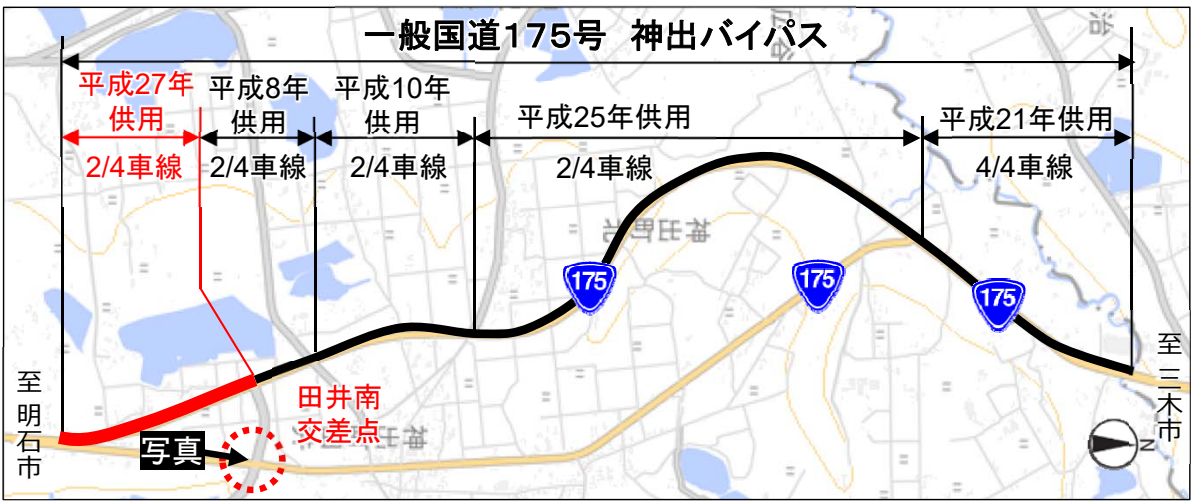 一般国道175号 神出バイパス
平成27年
供用
2/4車線
平成8年
供用
2/4車線
平成10年
供用
2/4車線
平成25年供用
2/4車線
平成21年供用
4/4車線
175
175
175
至明石市
写真
田井南
交差点
至三木市
N